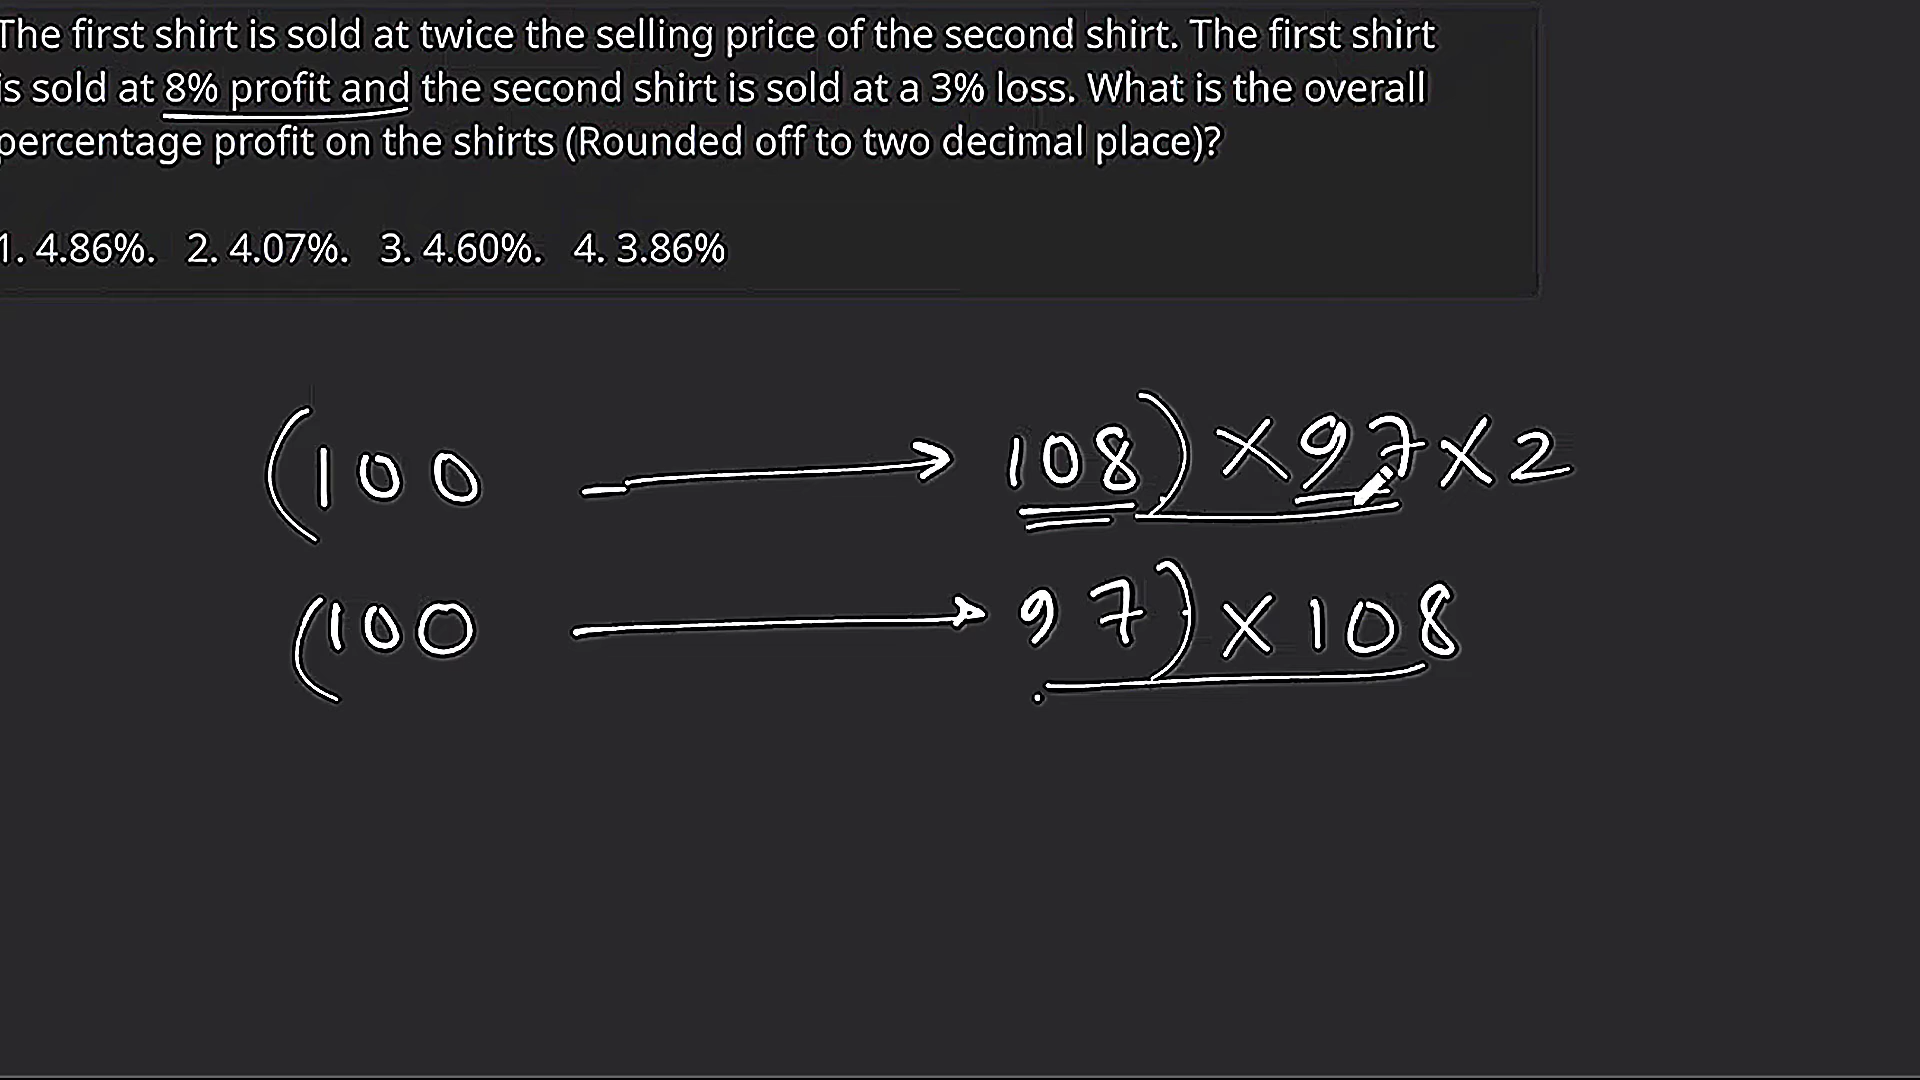 The first shirt is sold at twice the selling price of the second shirt. The first shirt
is sold at 8% profit and the second shirt is sold at a 3% loss. What is the overall
percentage profit on the shirts (Rounded off to two decimal place)?
1. 4.86%. 2. 4.07%. 3. 4.60%. 4. 3.86%
(100 → 108) × 97 × 2
(100 → 97) × 108